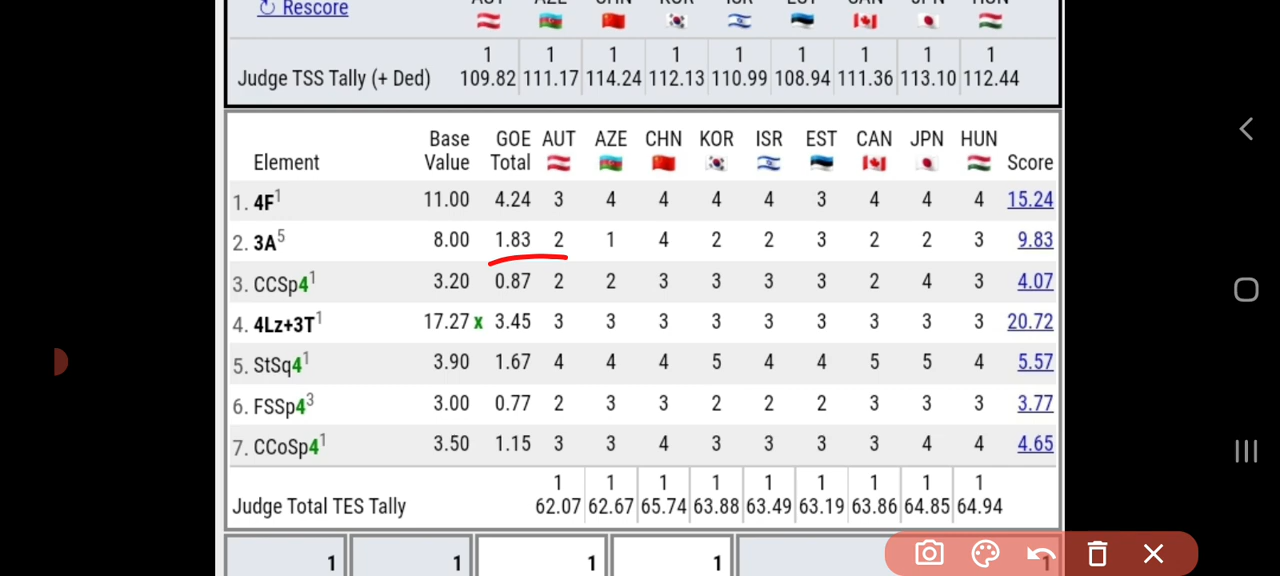 ↻ Rescore
AUT AZE CHN KOR ISR EST CAN JPN HUN
1 1 1 1 1 1 1 1 1
Judge TSS Tally (+ Ded) 109.82 111.17 114.24 112.13 110.99 108.94 111.36 113.10 112.44
Base GOE AUT AZE CHN KOR ISR EST CAN JPN HUN
Element Value Total Score
1. 4F1 11.00 4.24 3 4 4 4 4 3 4 4 4 15.24
2. 3A5 8.00 1.83 2 1 4 2 2 3 2 2 3 9.83
3. CCSp41 3.20 0.87 2 2 3 3 3 3 2 4 3 4.07
4. 4Lz+3T1 17.27 x 3.45 3 3 3 3 3 3 3 3 3 20.72
5. StSq41 3.90 1.67 4 4 4 5 4 4 5 5 4 5.57
6. FSSp43 3.00 0.77 2 3 3 2 2 2 3 3 3 3.77
7. CCoSp41 3.50 1.15 3 3 4 3 3 3 3 4 4 4.65
1 1 1 1 1 1 1 1 1
Judge Total TES Tally 62.07 62.67 65.74 63.88 63.49 63.19 63.86 64.85 64.94
1 1 1 1 1